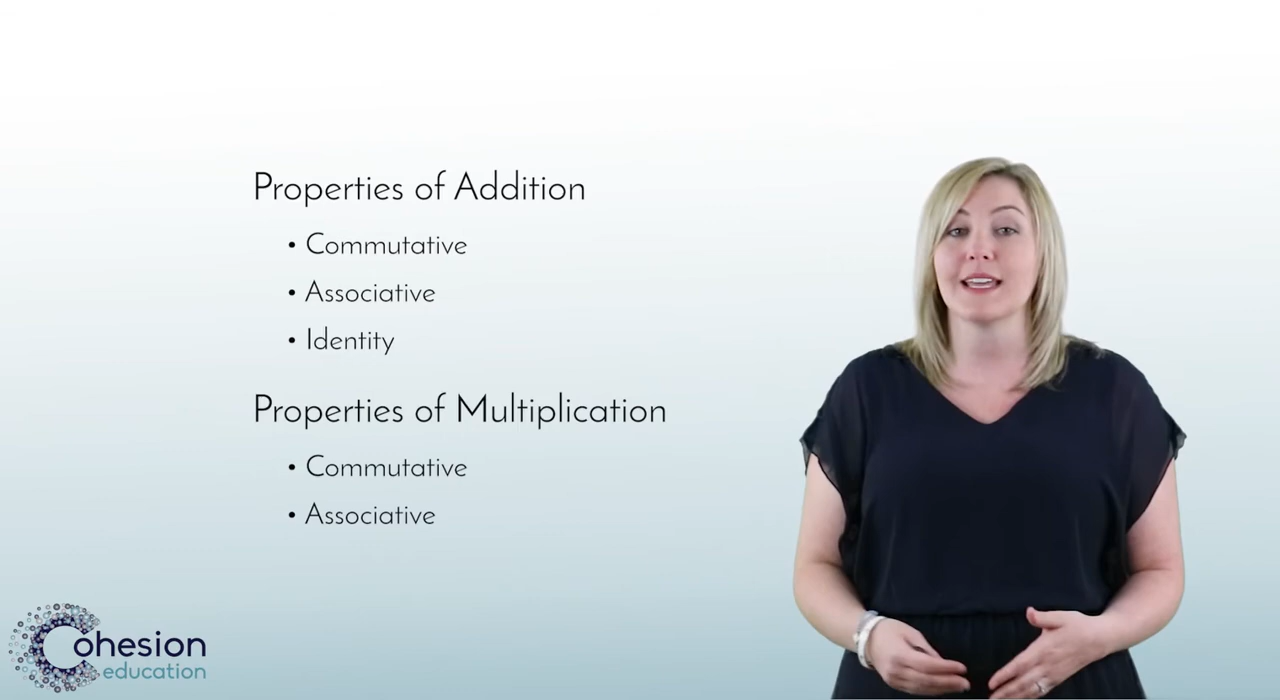 Properties of Addition
• Commutative
• Associative
• Identity
Properties of Multiplication
• Commutative
• Associative
Cohesion
education